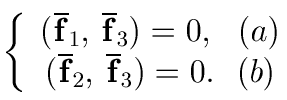 (f̅₁, f̅₃) = 0, (a)
(f̅₂, f̅₃) = 0. (b)